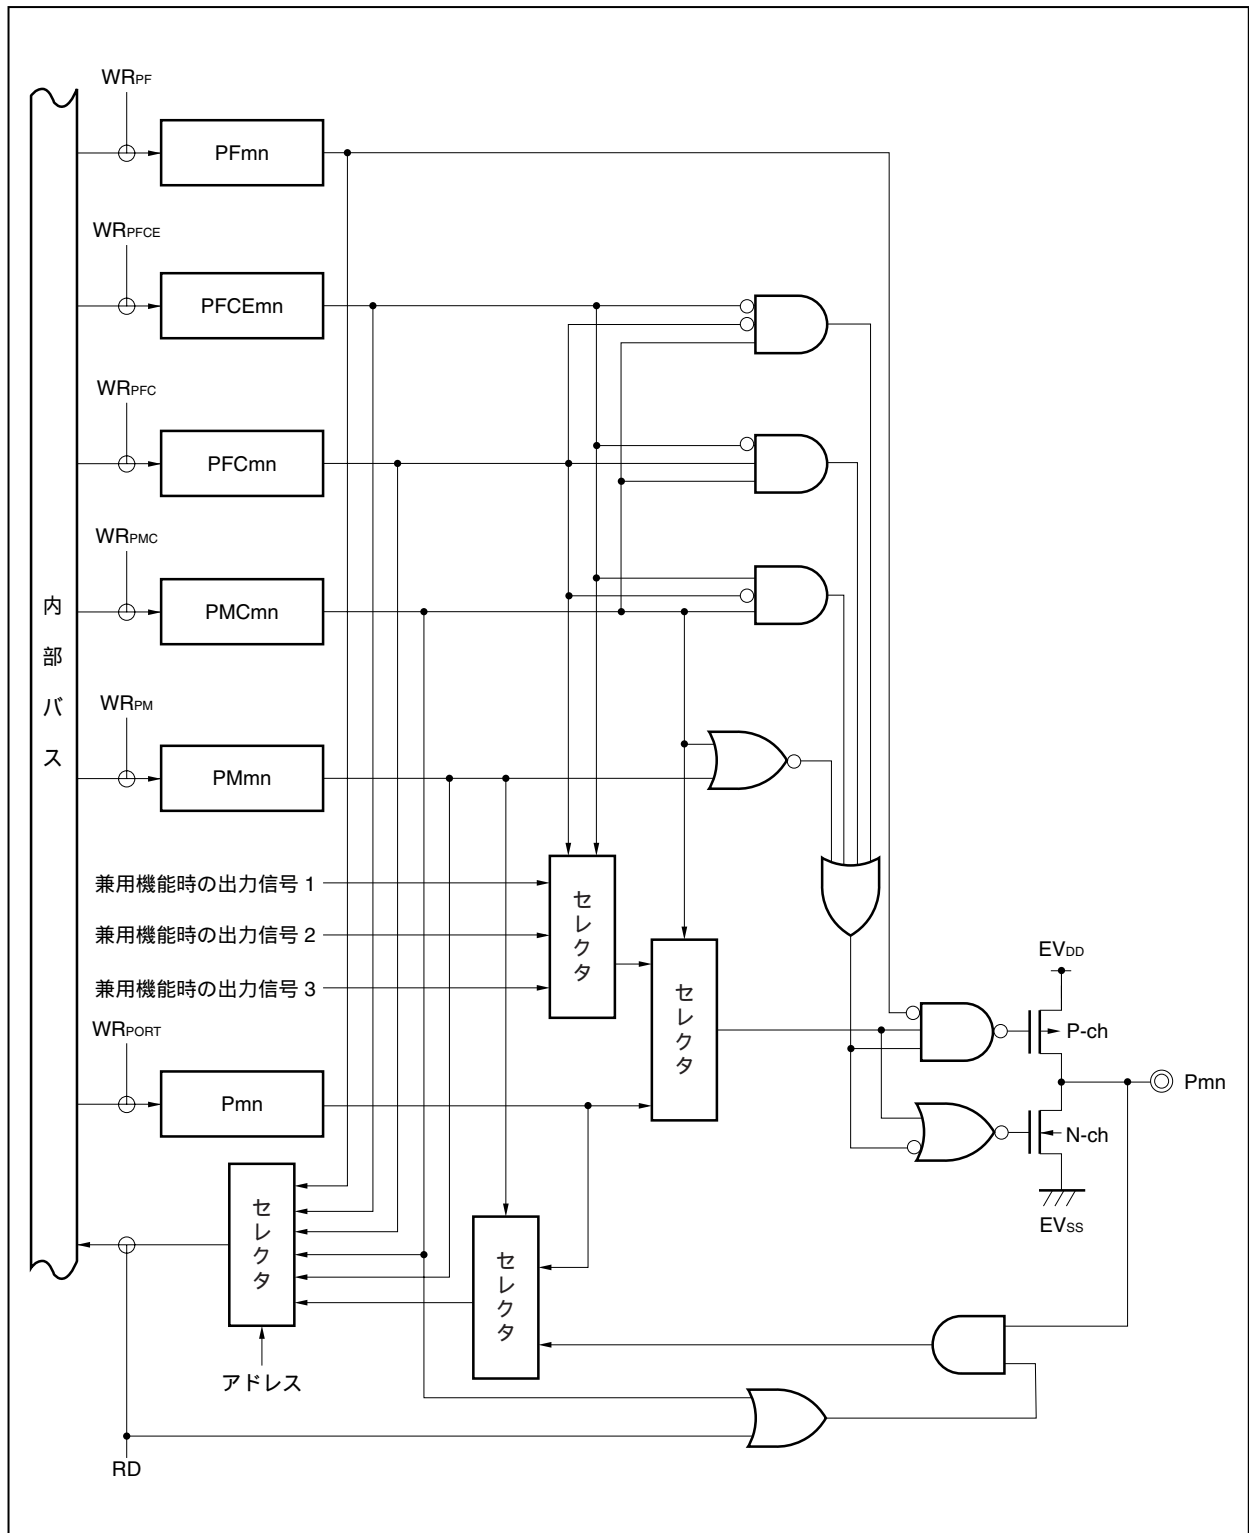 WRPF
PFmn
WRPFCE
PFCEmn
WRPFC
PFCmn
WRPMC
PMCmn
内部バス
WRPM
PMmn
兼用機能時の出力信号 1
兼用機能時の出力信号 2
兼用機能時の出力信号 3
セレクタ
セレクタ
EVDD
P-ch
WRPORT
Pmn
Pmn
N-ch
EVSS
セレクタ
セレクタ
アドレス
RD